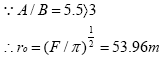 ∵ A / B = 5.5⟩3
∴ r₀ = (F / π)^{1/2} = 53.96m